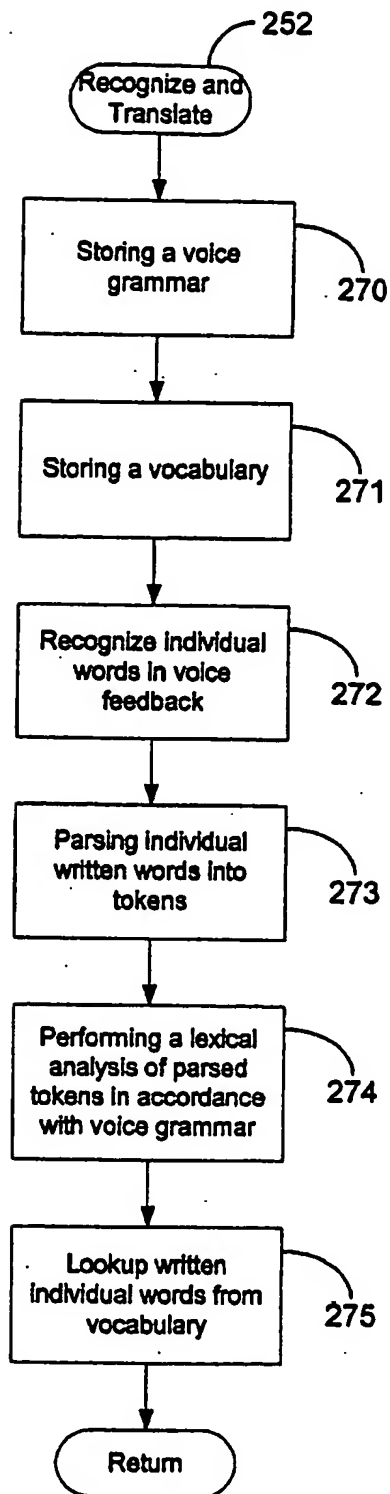 252
Recognize and
Translate
Storing a voice
grammar
270
Storing a vocabulary
271
Recognize individual
words in voice
feedback
272
Parsing individual
written words into
tokens
273
Performing a lexical
analysis of parsed
tokens in accordance
with voice grammar
274
Lookup written
individual words from
vocabulary
275
Return